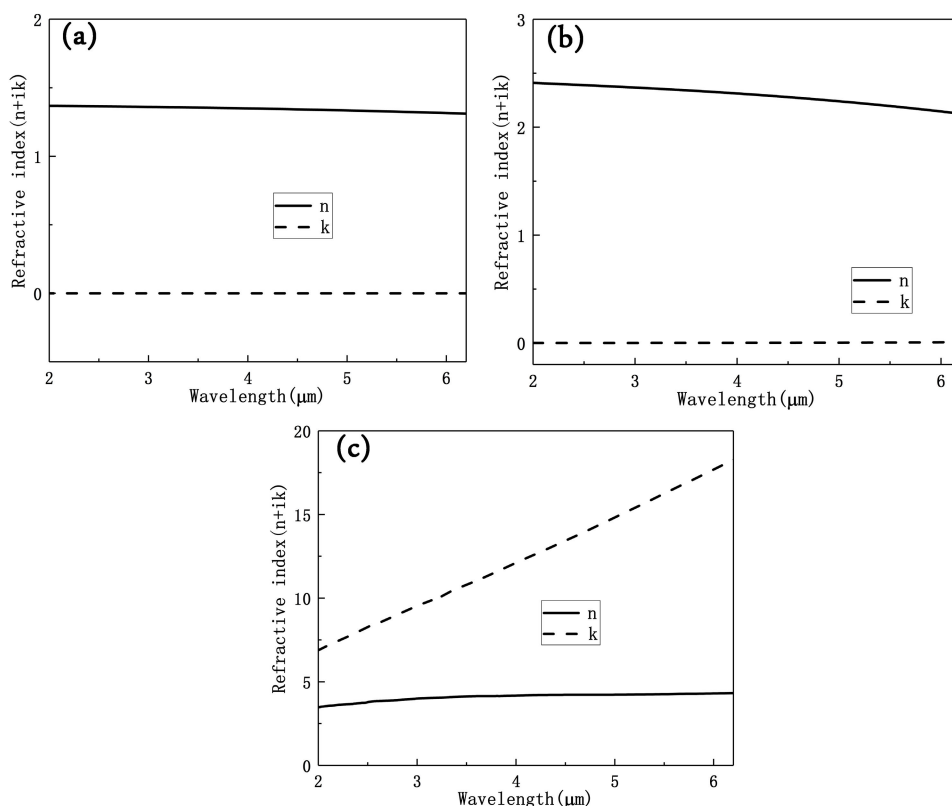 (a)
Refractive index(n+ik)
2
1
0
n
k
2 3 4 5 6
Wavelength(μm)
(b)
Refractive index(n+ik)
3
2
1
0
n
k
2 3 4 5 6
Wavelength(μm)
(c)
Refractive index(n+ik)
20
15
10
5
0
n
k
2 3 4 5 6
Wavelength(μm)